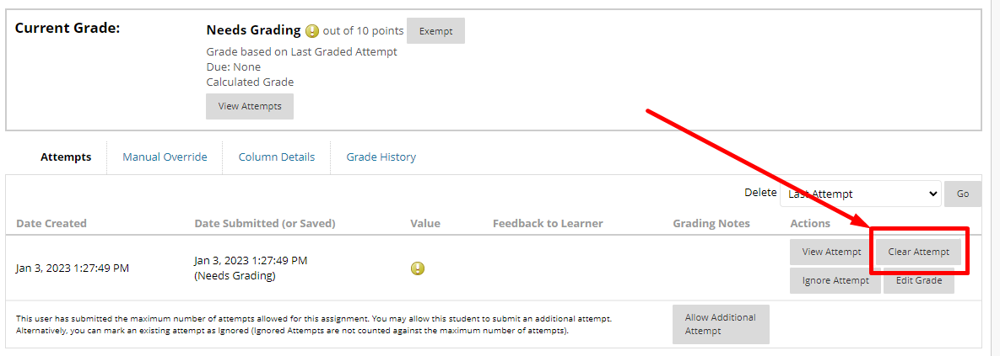 Current Grade:
Needs Grading out of 10 points Exempt
Grade based on Last Graded Attempt
Due: None
Calculated Grade
View Attempts
Attempts Manual Override Column Details Grade History
Delete Last Attempt Go
Date Created Date Submitted (or Saved) Value Feedback to Learner Grading Notes Actions
Jan 3, 2023 1:27:49 PM
Jan 3, 2023 1:27:49 PM
(Needs Grading)
View Attempt Clear Attempt
Ignore Attempt Edit Grade
This user has submitted the maximum number of attempts allowed for this assignment. You may allow this student to submit an additional attempt.
Alternatively, you can mark an existing attempt as Ignored (Ignored Attempts are not counted against the maximum number of attempts).
Allow Additional
Attempt